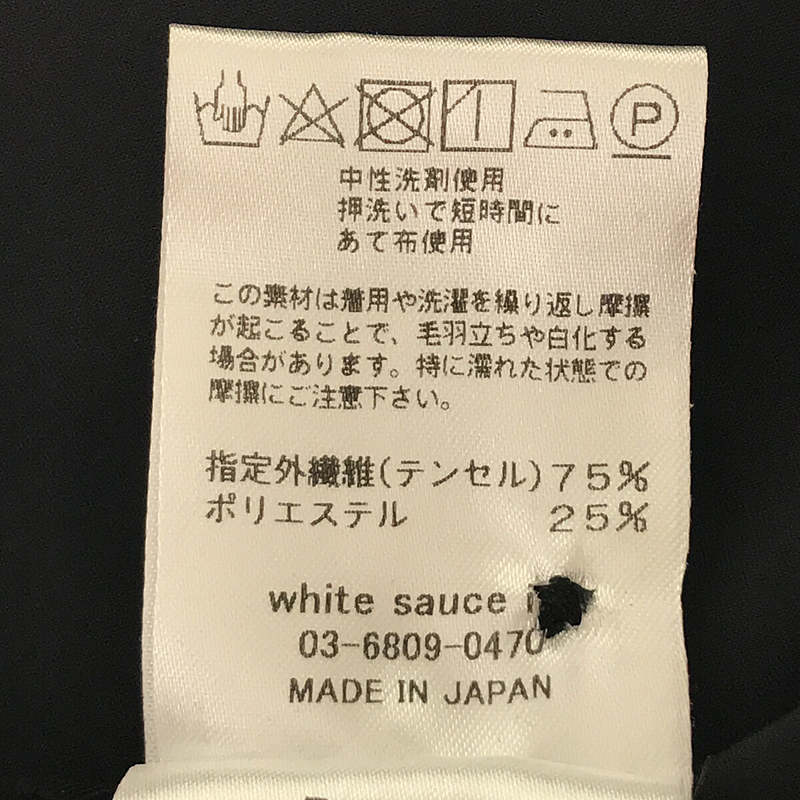 P
中性洗剤使用
押洗いで短時間に
あて布使用
この素材は着用や洗濯を繰り返し摩擦
が起こることで、毛羽立ちや白化する
場合があります。特に濡れた状態での
摩擦にご注意下さい。
指定外繊維(テンセル)75%
ポリエステル 25%
white sauce
03-6809-0470
MADE IN JAPAN